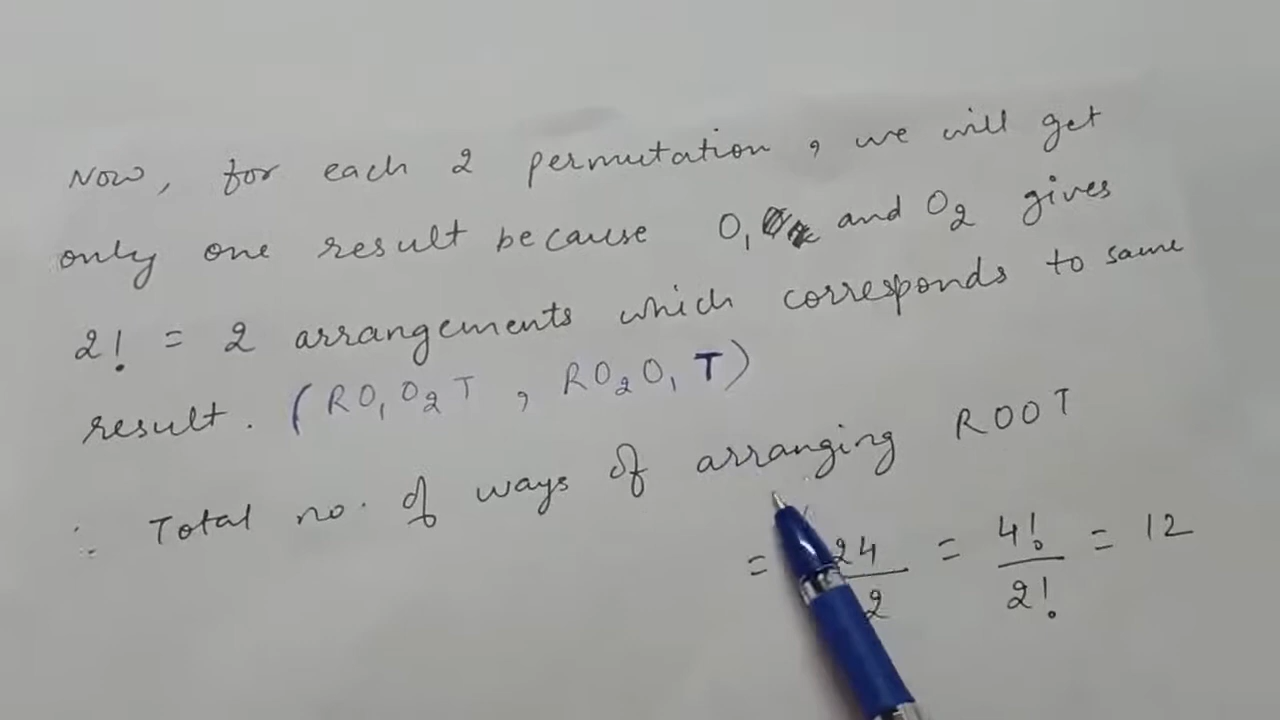 Now, for each 2 permutation, we will get
only one result because O₁ and O₂ gives
2! = 2 arrangements which corresponds to same
result. (RO₁O₂T, RO₂O₁T)
∴ Total no. of ways of arranging ROOT
= 24/2 = 4!/2! = 12